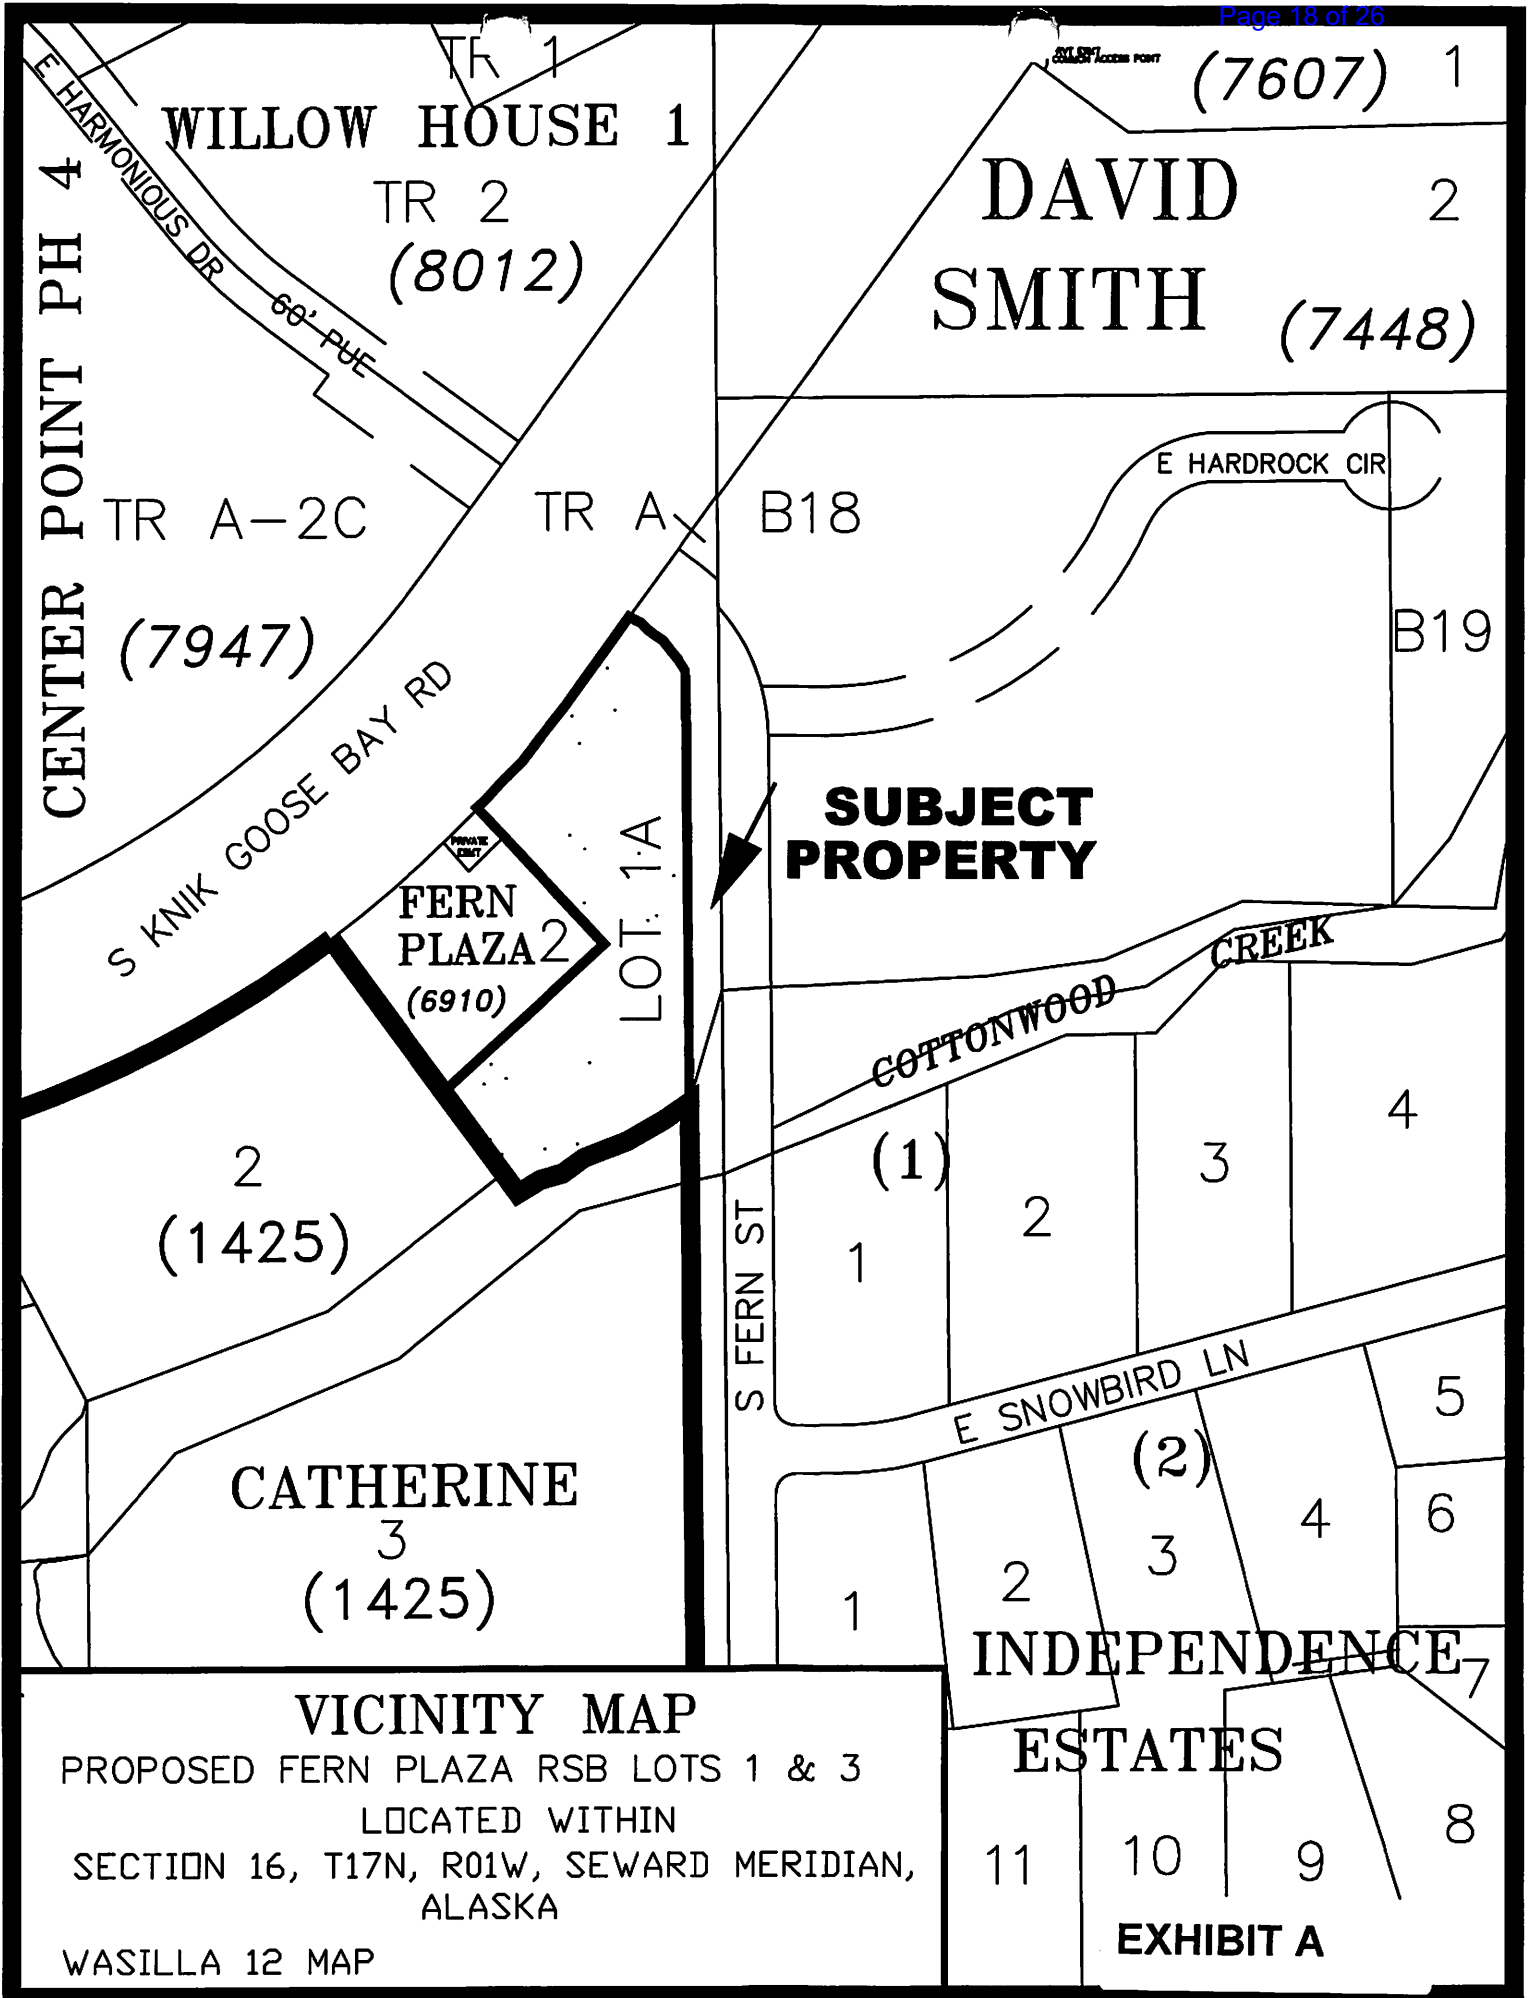 Page 18 of 26
TR 1
COMMON ACCESS POINT
(7607)
1
E HARMONIOUS DR
WILLOW HOUSE 1
TR 2
(8012)
60' PUE
DAVID
SMITH
2
(7448)
CENTER POINT PH 4
TR A-2C
(7947)
TR A
B18
E HARDROCK CIR
B19
S KNIK GOOSE BAY RD
SUBJECT
PROPERTY
PRIVATE
ESMT
FERN
PLAZA
2
(6910)
LOT 1A
COTTONWOOD CREEK
2
(1425)
(1)
1
2
3
4
S FERN ST
E SNOWBIRD LN
(2)
5
6
4
3
2
1
CATHERINE
3
(1425)
INDEPENDENCE
7
ESTATES
8
9
10
11
VICINITY MAP
PROPOSED FERN PLAZA RSB LOTS 1 & 3
LOCATED WITHIN
SECTION 16, T17N, R01W, SEWARD MERIDIAN,
ALASKA
WASILLA 12 MAP
EXHIBIT A